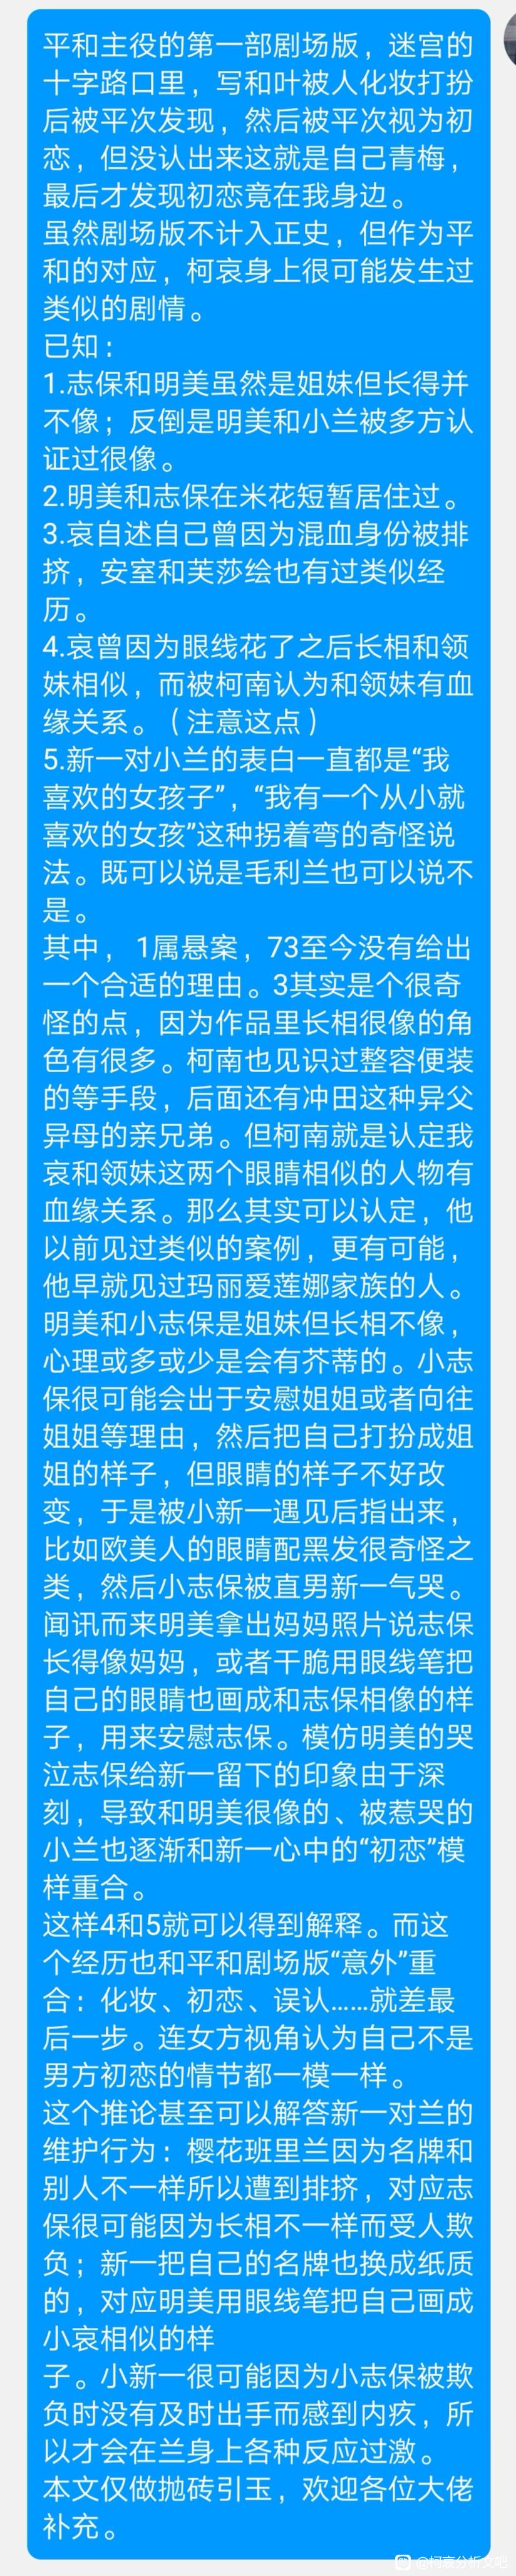 平和主役的第一部剧场版，迷宫的
十字路口里，写和叶被人化妆打扮
后被平次发现，然后被平次视为初
恋，但没认出来这就是自己青梅，
最后才发现初恋竟在我身边。
虽然剧场版不计入正史，但作为平
和的对应，柯哀身上很可能发生过
类似的剧情。
已知：
1.志保和明美虽然是姐妹但长得并
不像；反倒是明美和小兰被多方认
证过很像。
2.明美和志保在米花短暂居住过。
3.哀自述自己曾因为混血身份被排
挤，安室和芙莎绘也有过类似经
历。
4.哀曾因为眼线花了之后长相和领
妹相似，而被柯南认为和领妹有血
缘关系。（注意这点）
5.新一对小兰的表白一直都是“我
喜欢的女孩子”，“我有一个从小就
喜欢的女孩”这种拐着弯的奇怪说
法。既可以说是毛利兰也可以说不
是。
其中， 1属悬案，73至今没有给出
一个合适的理由。3其实是个很奇
怪的点，因为作品里长相很像的角
色有很多。柯南也见识过整容便装
的等手段，后面还有冲田这种异父
异母的亲兄弟。但柯南就是认定我
哀和领妹这两个眼睛相似的人物有
血缘关系。那么其实可以认定，他
以前见过类似的案例，更有可能，
他早就见过玛丽爱莲娜家族的人。
明美和小志保是姐妹但长相不像，
心理或多或少是会有芥蒂的。小志
保很可能会出于安慰姐姐或者向往
姐姐等理由，然后把自己打扮成姐
姐的样子，但眼睛的样子不好改
变，于是被小新一遇见后指出来，
比如欧美人的眼睛配黑发很奇怪之
类，然后小志保被直男新一气哭。
闻讯而来明美拿出妈妈照片说志保
长得像妈妈，或者干脆用眼线笔把
自己的眼睛也画成和志保相像的样
子，用来安慰志保。模仿明美的哭
泣志保给新一留下的印象由于深
刻，导致和明美很像的、被惹哭的
小兰也逐渐和新一心中的“初恋”模
样重合。
这样4和5就可以得到解释。而这
个经历也和平和剧场版“意外”重
合：化妆、初恋、误认……就差最
后一步。连女方视角认为自己不是
男方初恋的情节都一模一样。
这个推论甚至可以解答新一对兰的
维护行为：樱花班里兰因为名牌和
别人不一样所以遭到排挤，对应志
保很可能因为长相不一样而受人欺
负；新一把自己的名牌也换成纸质
的，对应明美用眼线笔把自己画成
小哀相似的样
子。小新一很可能因为小志保被欺
负时没有及时出手而感到内疚，所
以才会在兰身上各种反应过激。
本文仅做抛砖引玉，欢迎各位大佬
补充。
@柯哀分析文吧